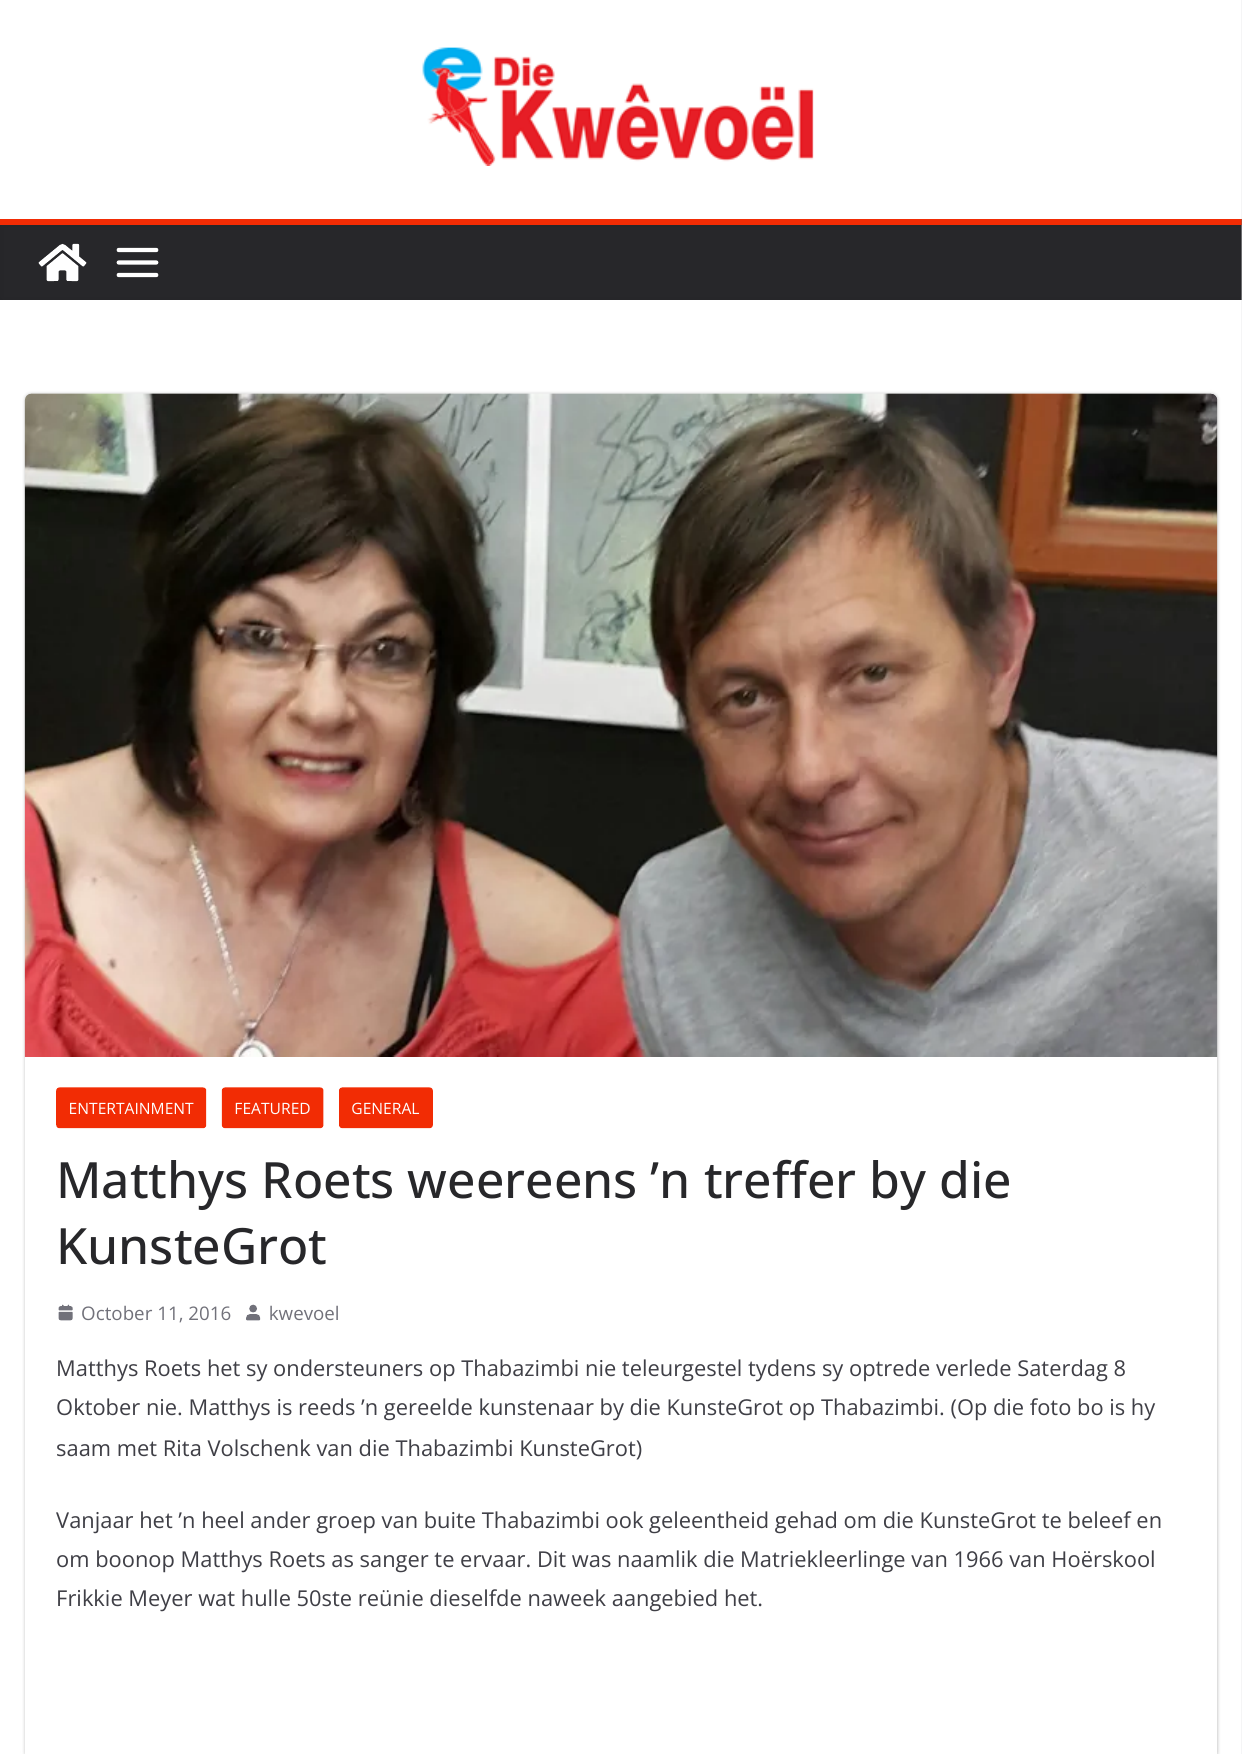 e Die
Kwêvoël
ENTERTAINMENT FEATURED GENERAL
Matthys Roets weereens ’n treffer by die
KunsteGrot
October 11, 2016 kwevoel
Matthys Roets het sy ondersteuners op Thabazimbi nie teleurgestel tydens sy optrede verlede Saterdag 8
Oktober nie. Matthys is reeds ’n gereelde kunstenaar by die KunsteGrot op Thabazimbi. (Op die foto bo is hy
saam met Rita Volschenk van die Thabazimbi KunsteGrot)
Vanjaar het ’n heel ander groep van buite Thabazimbi ook geleentheid gehad om die KunsteGrot te beleef en
om boonop Matthys Roets as sanger te ervaar. Dit was naamlik die Matriekleerlinge van 1966 van Hoërskool
Frikkie Meyer wat hulle 50ste reünie dieselfde naweek aangebied het.